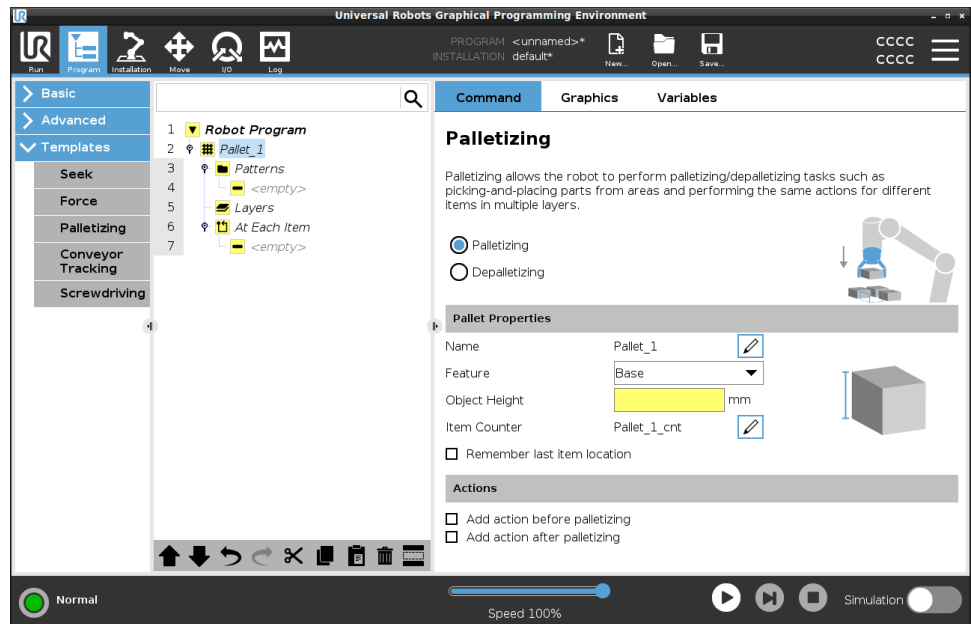 UR
Universal Robots Graphical Programming Environment
UR
Run
Program
Installation
Move
I/O
Log
PROGRAM <unnamed>*
INSTALLATION default*
New...
Open...
Save...
CCCC
CCCC
Basic
Advanced
Templates
Seek
Force
Palletizing
Conveyor
Tracking
Screwdriving
1 Robot Program
2 Pallet_1
3 Patterns
4 <empty>
5 Layers
6 At Each Item
7 <empty>
Command Graphics Variables
Palletizing
Palletizing allows the robot to perform palletizing/depalletizing tasks such as
picking-and-placing parts from areas and performing the same actions for different
items in multiple layers.
Palletizing
Depalletizing
Pallet Properties
Name Pallet_1
Feature Base
Object Height mm
Item Counter Pallet_1_cnt
Remember last item location
Actions
Add action before palletizing
Add action after palletizing
Normal
Speed 100%
Simulation